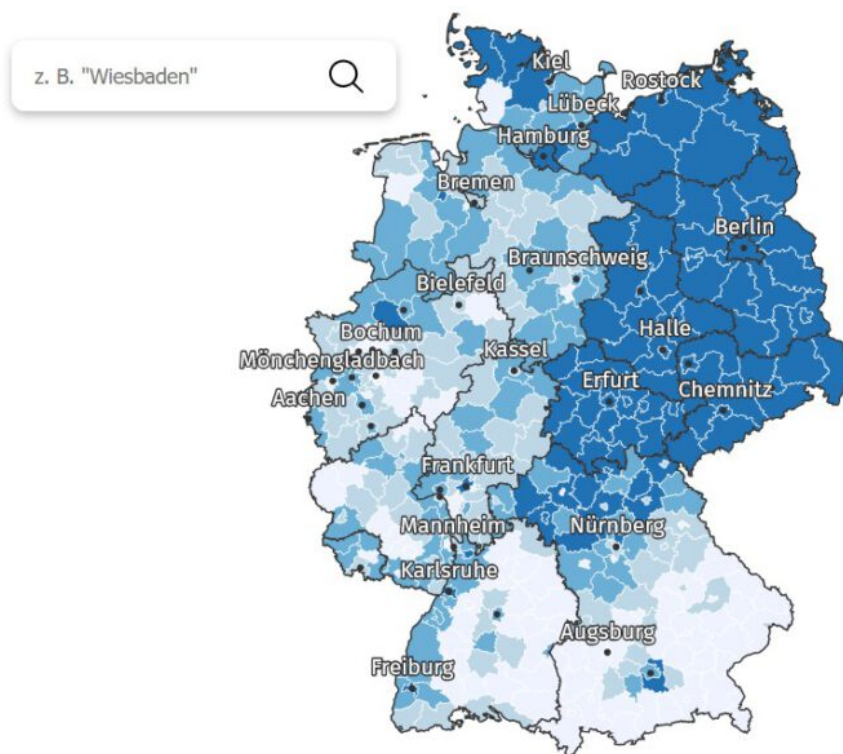 z. B. "Wiesbaden"
Kiel
Rostock
Lübeck
Hamburg
Bremen
Berlin
Braunschweig
Bielefeld
Bochum
Halle
Mönchengladbach
Kassel
Aachen
Erfurt
Chemnitz
Frankfurt
Mannheim
Nürnberg
Karlsruhe
Augsburg
Freiburg